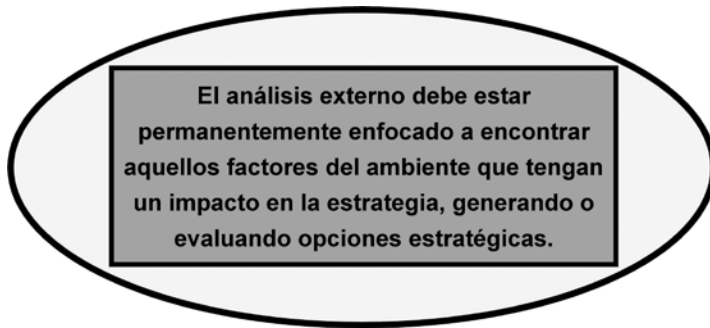 El análisis externo debe estar
permanentemente enfocado a encontrar
aquellos factores del ambiente que tengan
un impacto en la estrategia, generando o
evaluando opciones estratégicas.